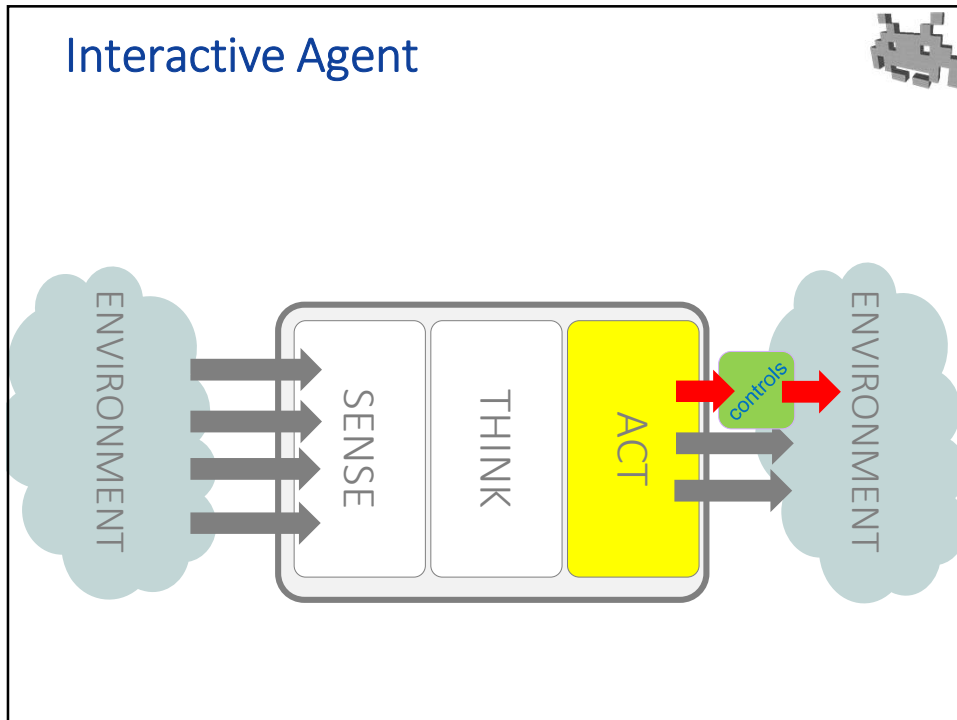 Interactive Agent
ENVIRONMENT
SENSE
THINK
ACT
controls
ENVIRONMENT